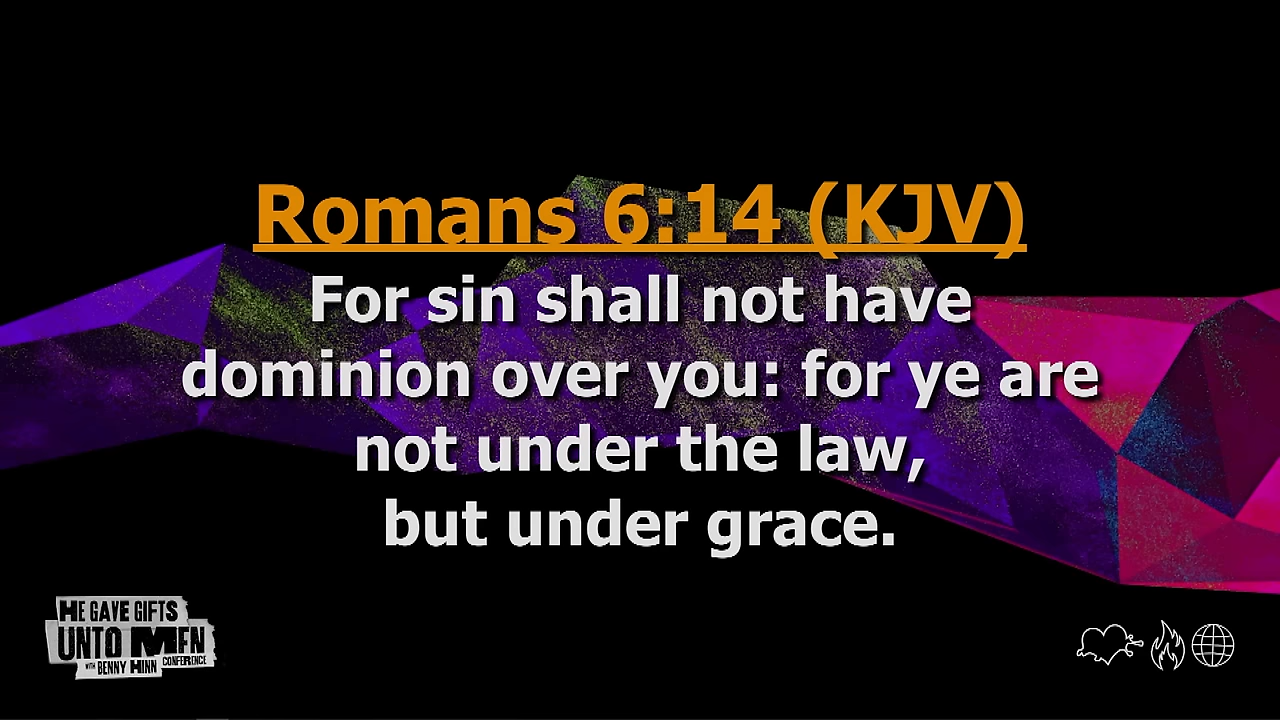 Romans 6:14 (KJV)
For sin shall not have
dominion over you: for ye are
not under the law,
but under grace.
HE GAVE GIFTS
UNTO MEN
WITH BENNY HINN CONFERENCE